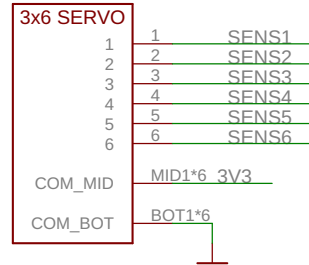 3x6 SERVO
1 1 SENS1
2 2 SENS2
3 3 SENS3
4 4 SENS4
5 5 SENS5
6 6 SENS6
COM_MID MID1*6 3V3
COM_BOT BOT1*6